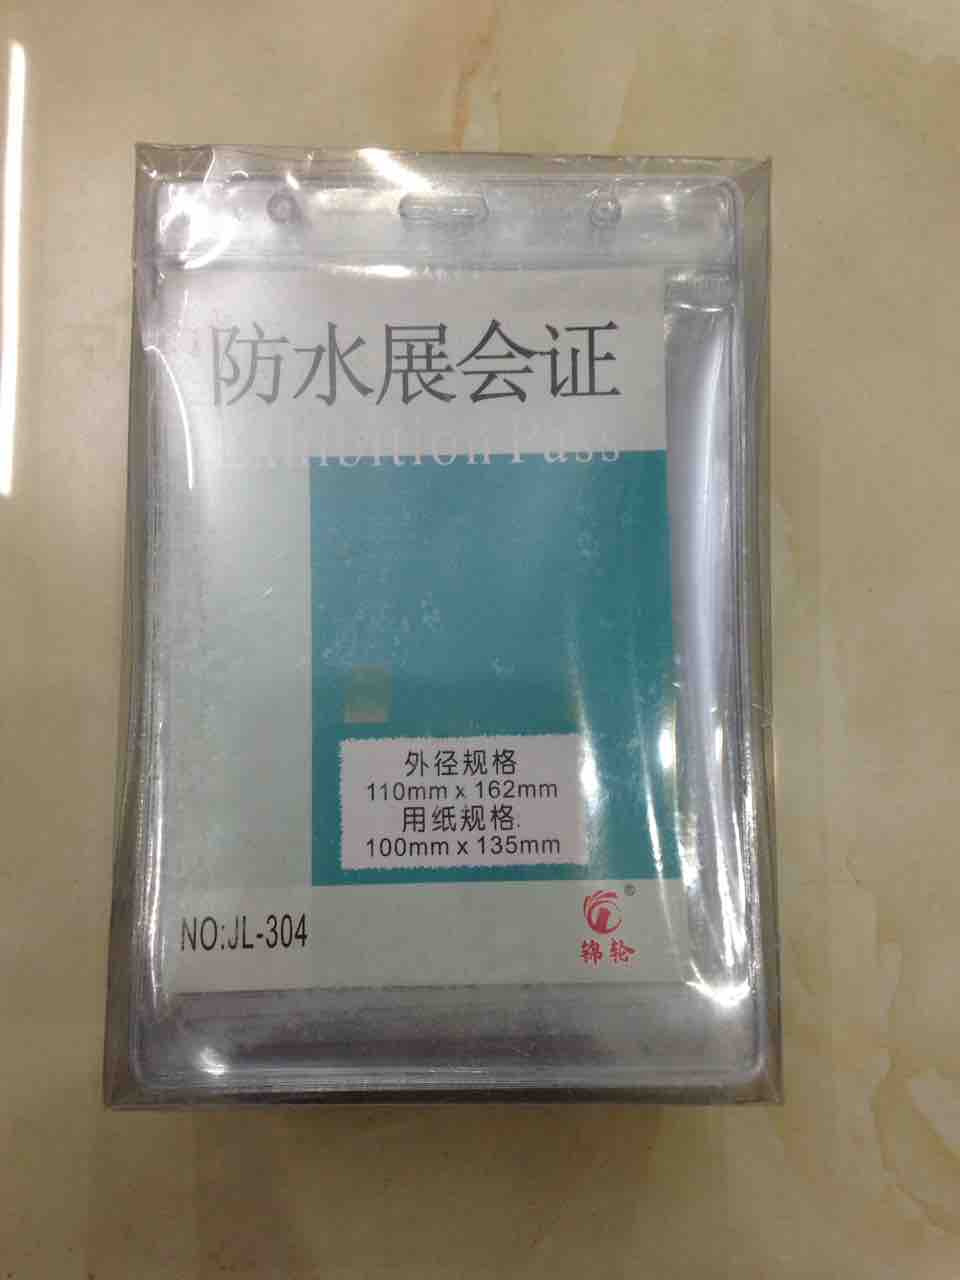 防水展会证
Exhibition Pass
外径规格
110mm x 162mm
用纸规格:
100mm x 135mm
NO:JL-304
®
锦轮